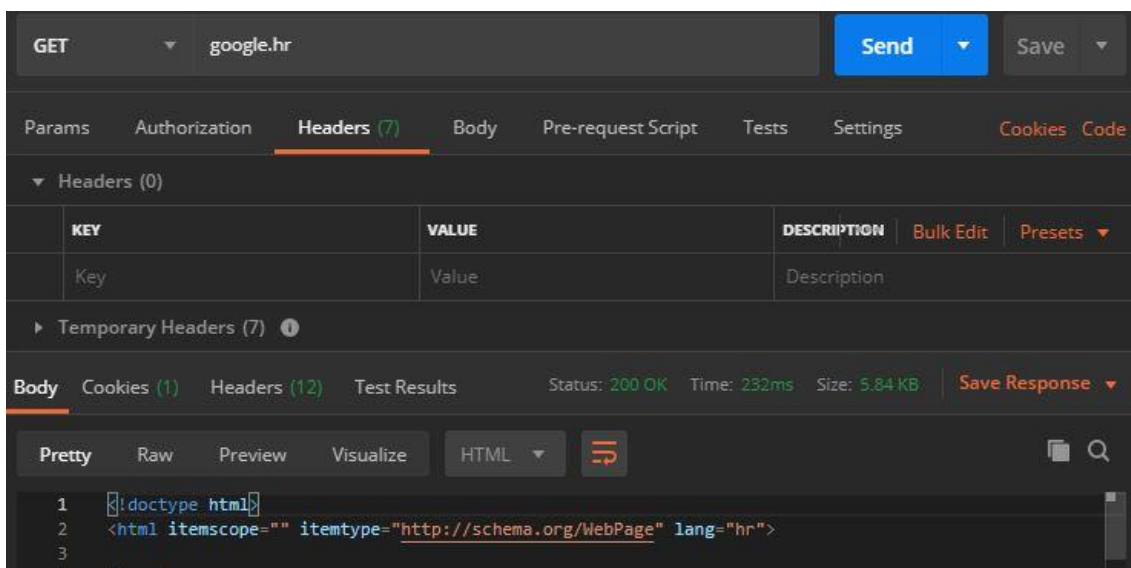 GET google.hr Send Save
Params Authorization Headers (7) Body Pre-request Script Tests Settings Cookies Code
Headers (0)
KEY VALUE DESCRIPTION Bulk Edit Presets
Key Value Description
Temporary Headers (7)
Body Cookies (1) Headers (12) Test Results Status: 200 OK Time: 232ms Size: 5.84 KB Save Response
Pretty Raw Preview Visualize HTML
1 <!doctype html>
2 <html itemscope="" itemtype="http://schema.org/WebPage" lang="hr">
3